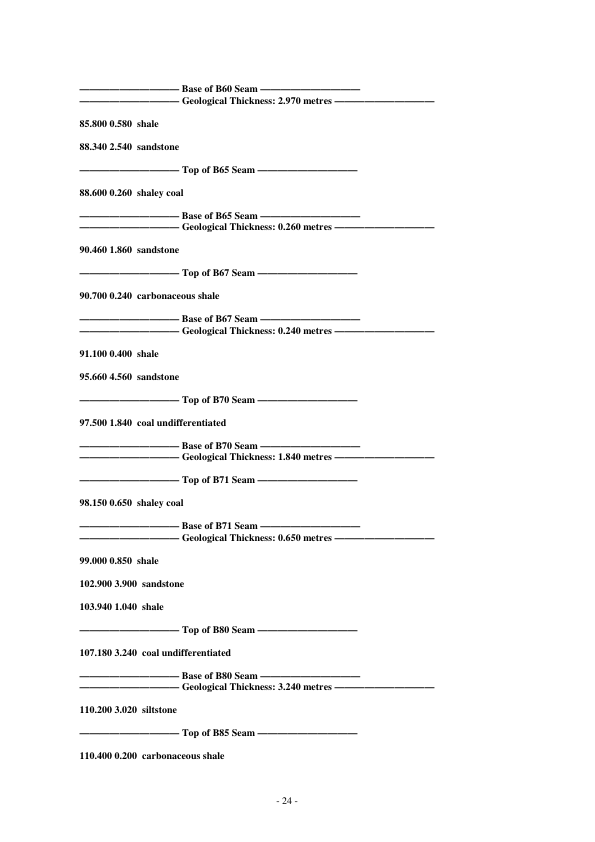 —————————— Base of B60 Seam ——————————
—————————— Geological Thickness: 2.970 metres ——————————
85.800 0.580 shale
88.340 2.540 sandstone
—————————— Top of B65 Seam ——————————
88.600 0.260 shaley coal
—————————— Base of B65 Seam ——————————
—————————— Geological Thickness: 0.260 metres ——————————
90.460 1.860 sandstone
—————————— Top of B67 Seam ——————————
90.700 0.240 carbonaceous shale
—————————— Base of B67 Seam ——————————
—————————— Geological Thickness: 0.240 metres ——————————
91.100 0.400 shale
95.660 4.560 sandstone
—————————— Top of B70 Seam ——————————
97.500 1.840 coal undifferentiated
—————————— Base of B70 Seam ——————————
—————————— Geological Thickness: 1.840 metres ——————————
—————————— Top of B71 Seam ——————————
98.150 0.650 shaley coal
—————————— Base of B71 Seam ——————————
—————————— Geological Thickness: 0.650 metres ——————————
99.000 0.850 shale
102.900 3.900 sandstone
103.940 1.040 shale
—————————— Top of B80 Seam ——————————
107.180 3.240 coal undifferentiated
—————————— Base of B80 Seam ——————————
—————————— Geological Thickness: 3.240 metres ——————————
110.200 3.020 siltstone
—————————— Top of B85 Seam ——————————
110.400 0.200 carbonaceous shale
- 24 -